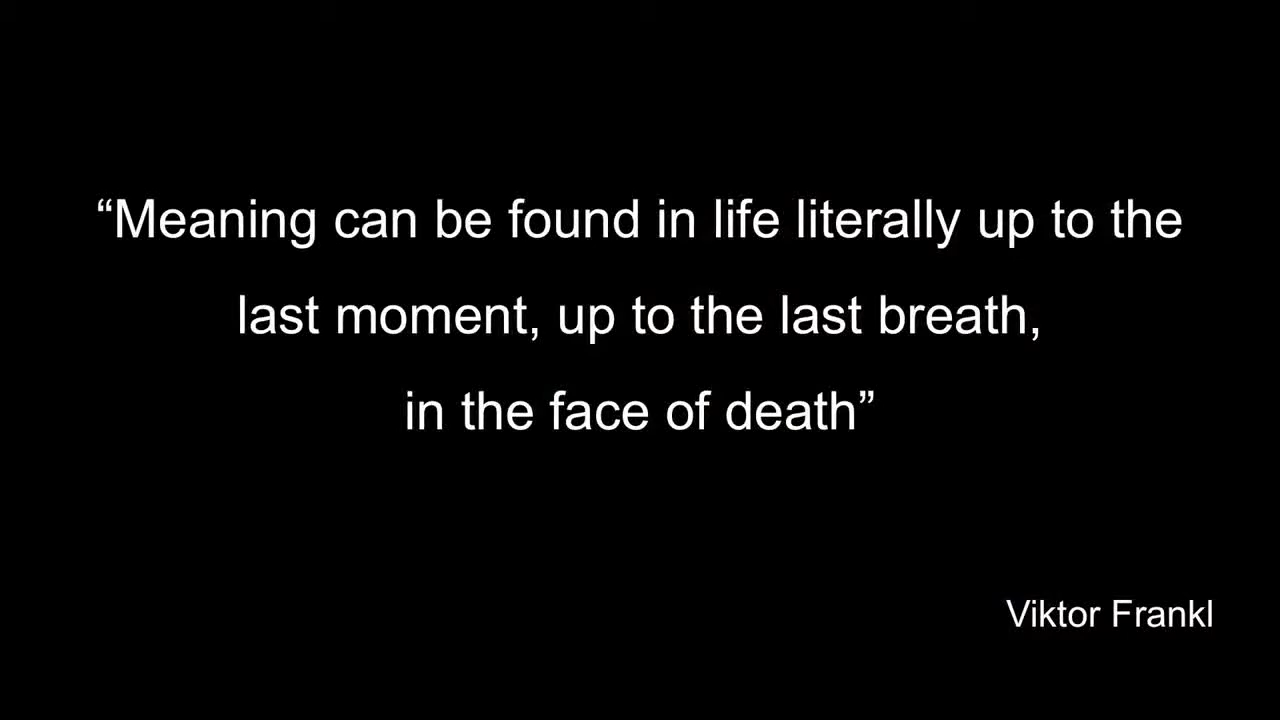 “Meaning can be found in life literally up to the
last moment, up to the last breath,
in the face of death”
Viktor Frankl